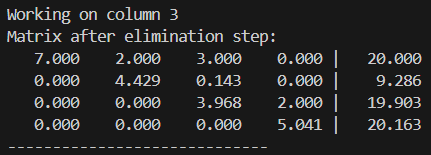 Working on column 3
Matrix after elimination step:
7.000 2.000 3.000 0.000 | 20.000
0.000 4.429 0.143 0.000 | 9.286
0.000 0.000 3.968 2.000 | 19.903
0.000 0.000 0.000 5.041 | 20.163
-----------------------------